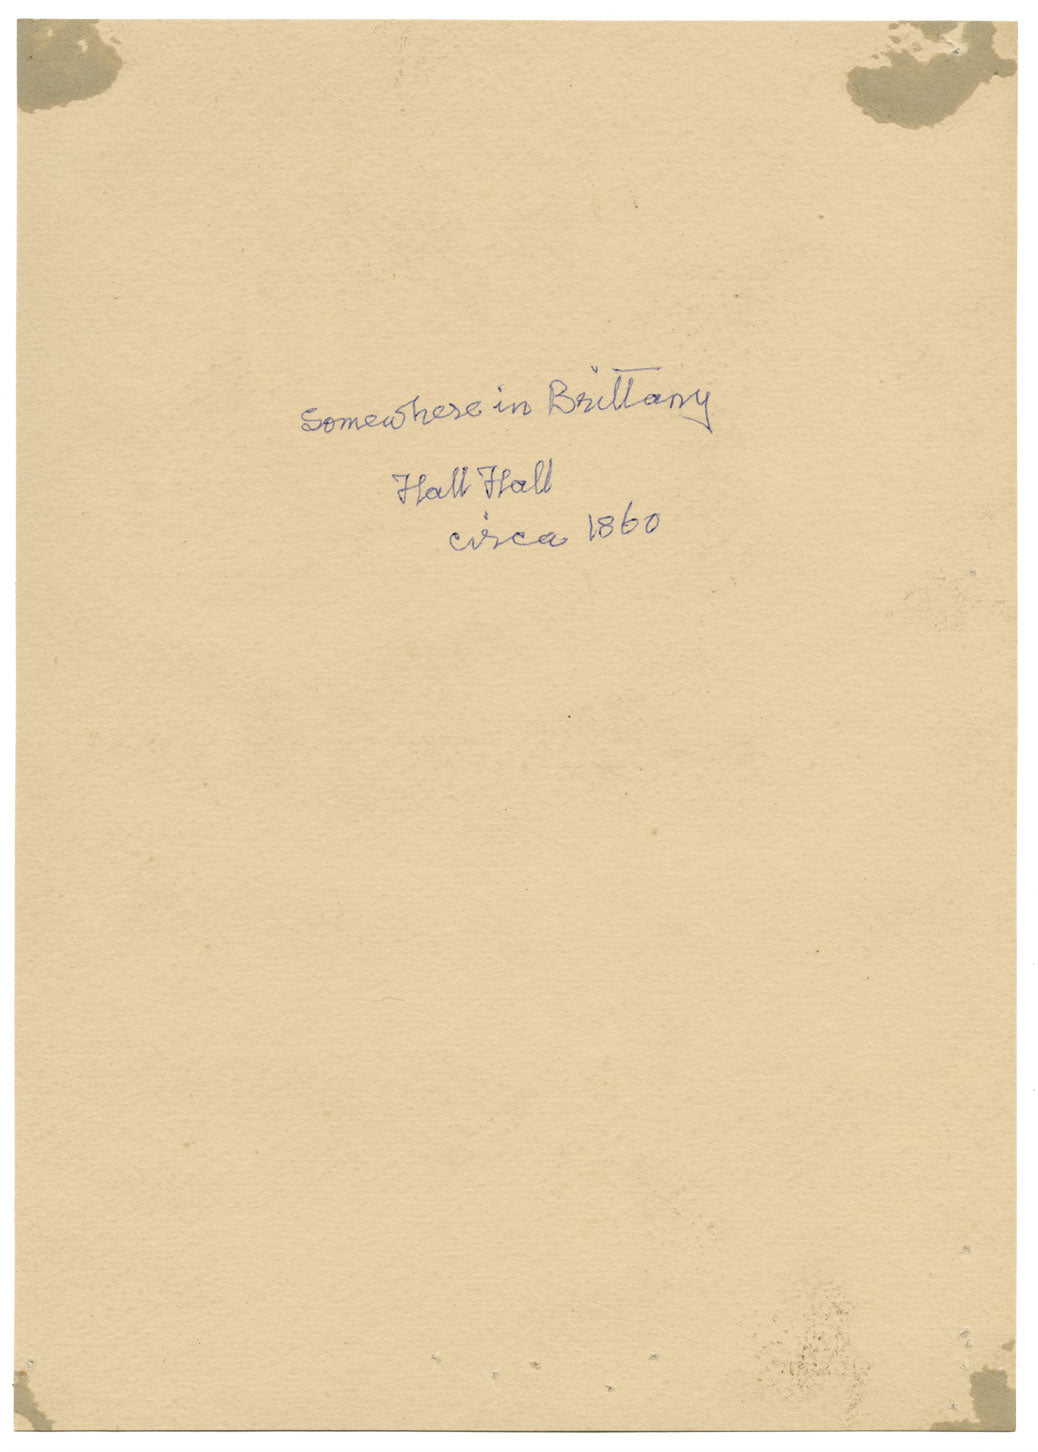 Somewhere in Brittany
Hall Hall
circa 1860